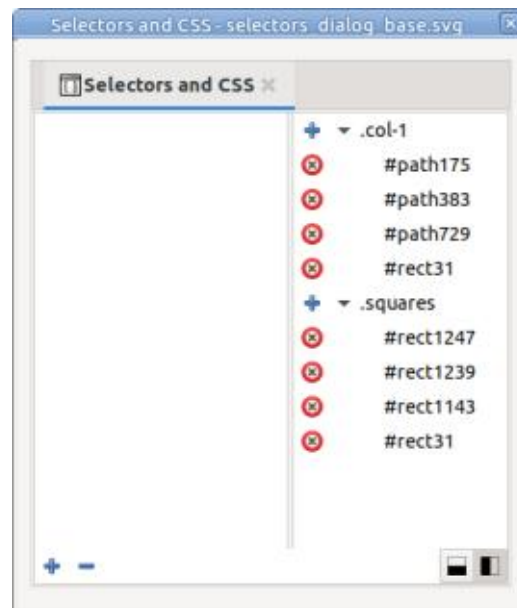 Selectors and CSS - selectors_dialog_base.svg
Selectors and CSS
.col-1
#path175
#path383
#path729
#rect31
.squares
#rect1247
#rect1239
#rect1143
#rect31